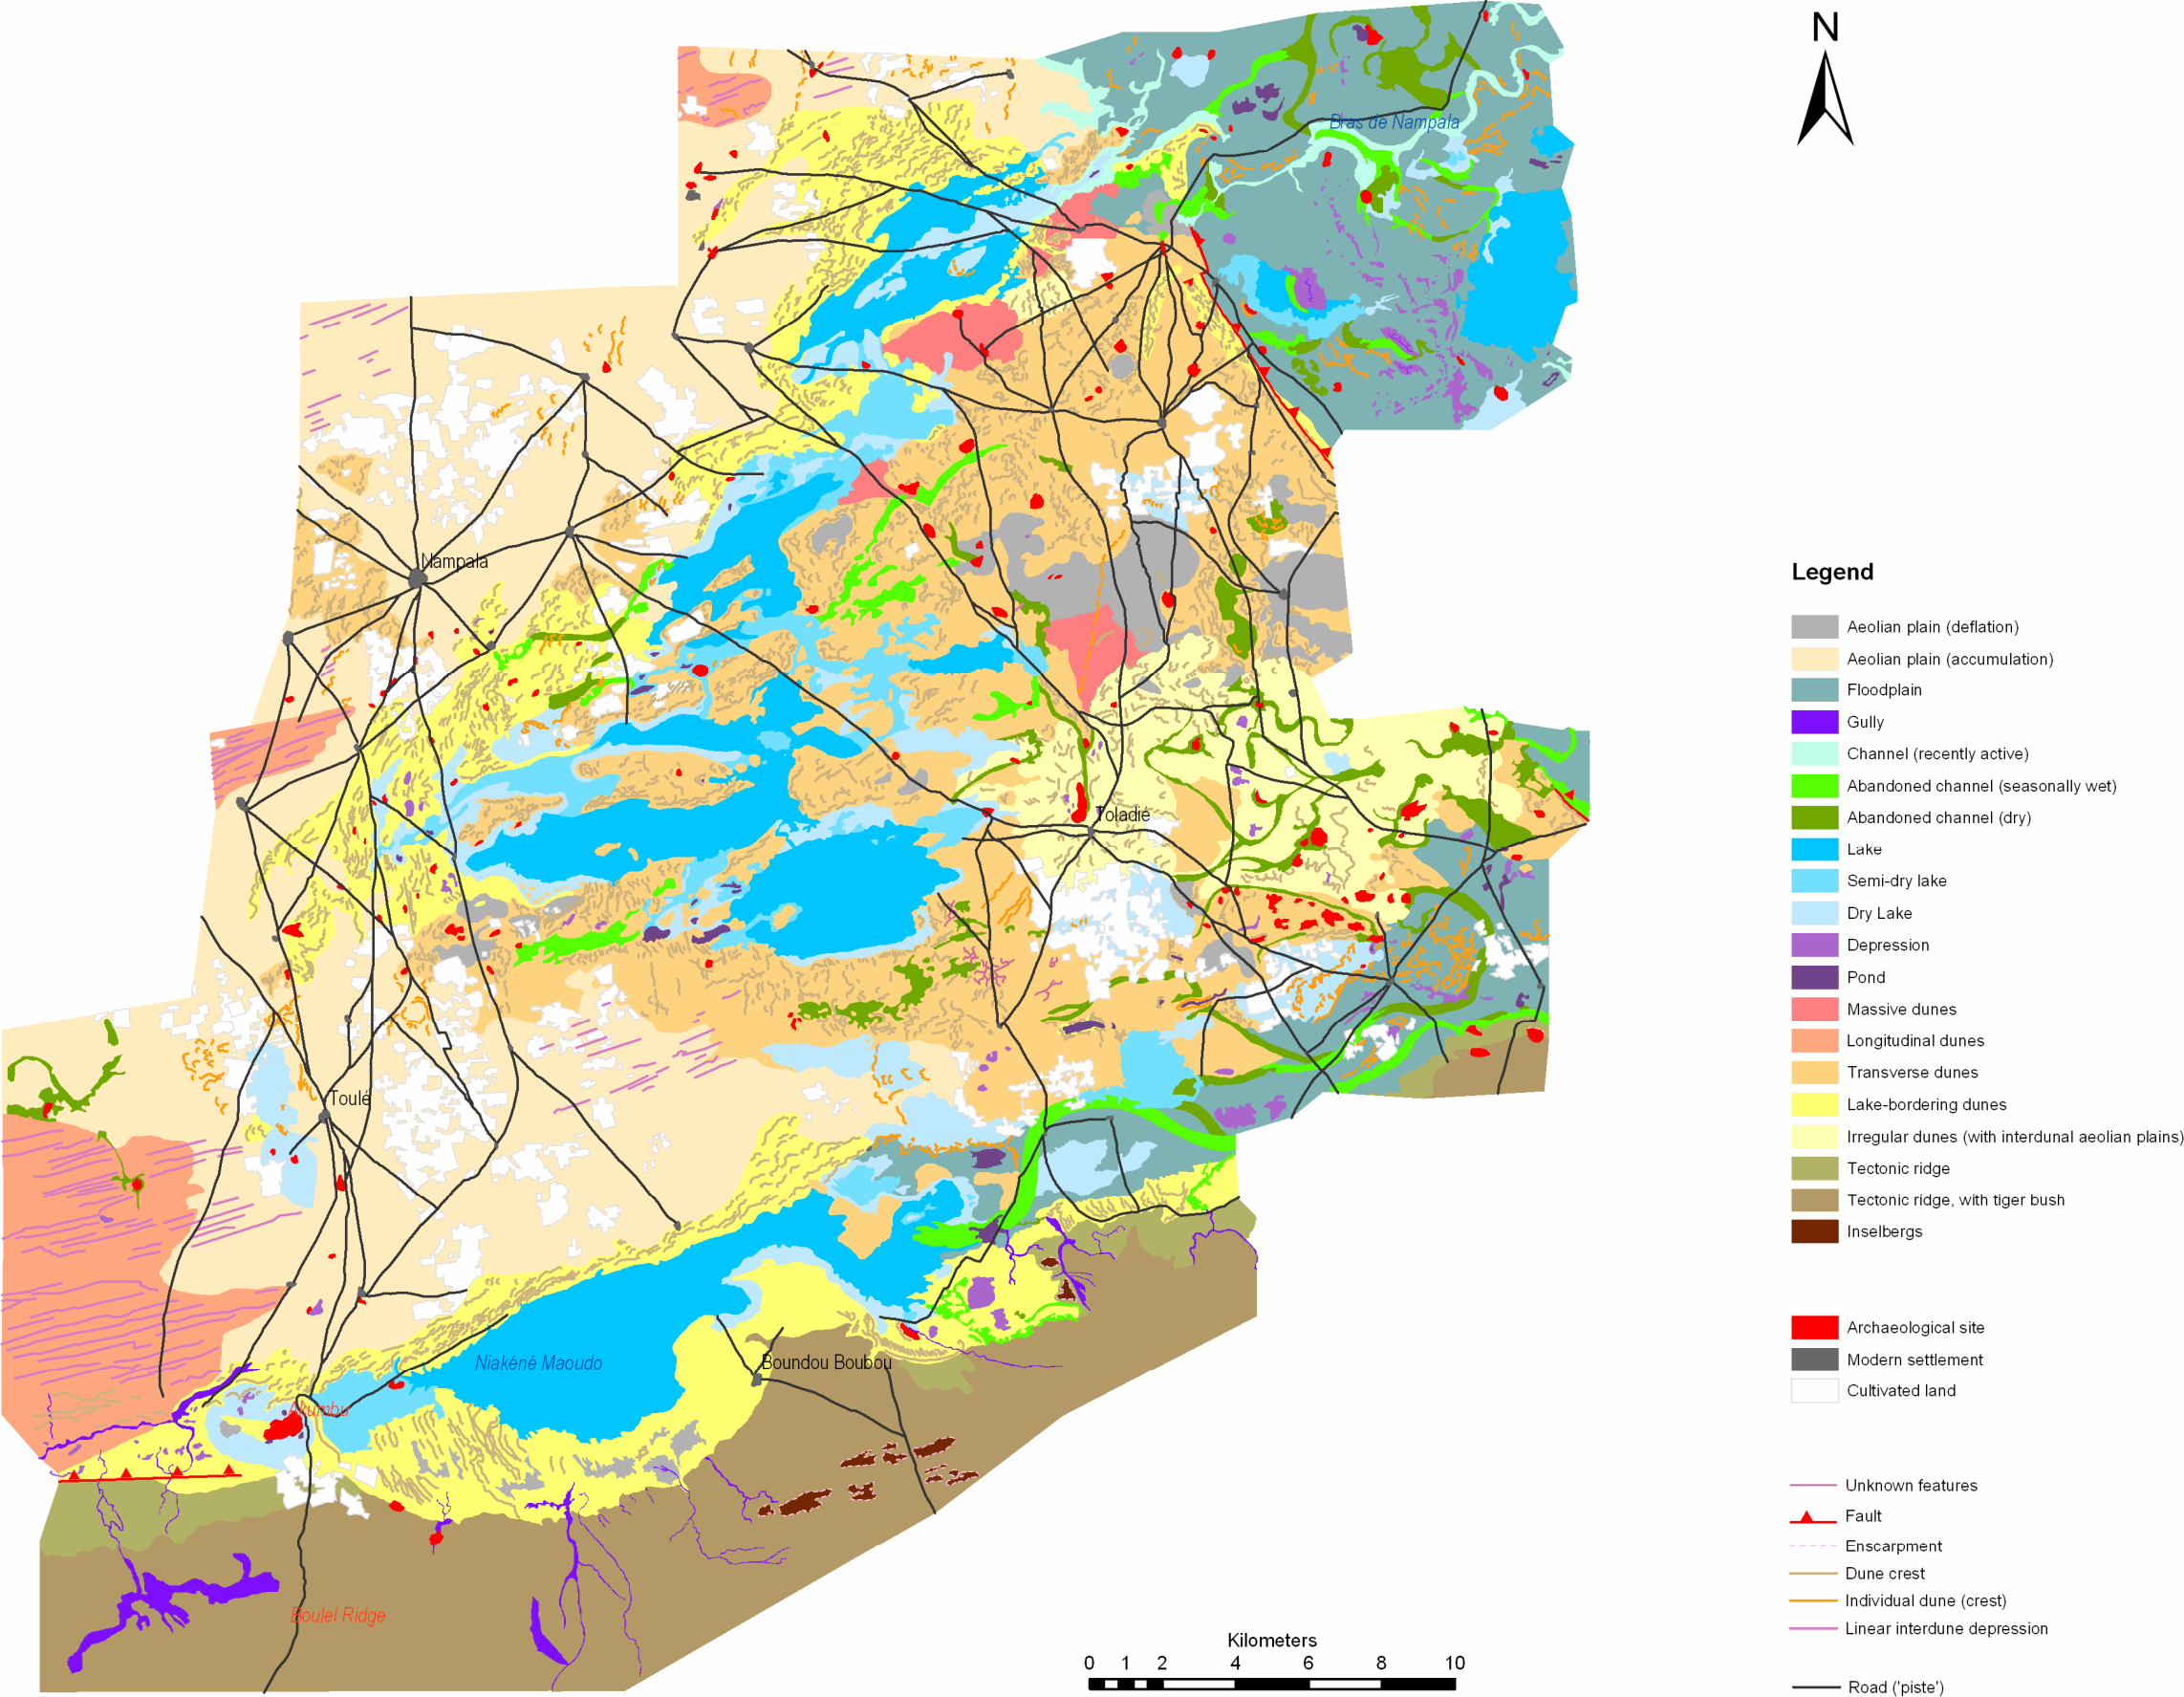 N
Bras de Nampala
Nampala
Toladié
Toulé
Niakéné Maoudo
Boundou Boubou
Akumbu
Boulel Ridge
Legend
Aeolian plain (deflation)
Aeolian plain (accumulation)
Floodplain
Gully
Channel (recently active)
Abandoned channel (seasonally wet)
Abandoned channel (dry)
Lake
Semi-dry lake
Dry Lake
Depression
Pond
Massive dunes
Longitudinal dunes
Transverse dunes
Lake-bordering dunes
Irregular dunes (with interdunal aeolian plains)
Tectonic ridge
Tectonic ridge, with tiger bush
Inselbergs
Archaeological site
Modern settlement
Cultivated land
Unknown features
Fault
Enscarpment
Dune crest
Individual dune (crest)
Linear interdune depression
Road ('piste')
Kilometers
0 1 2 4 6 8 10